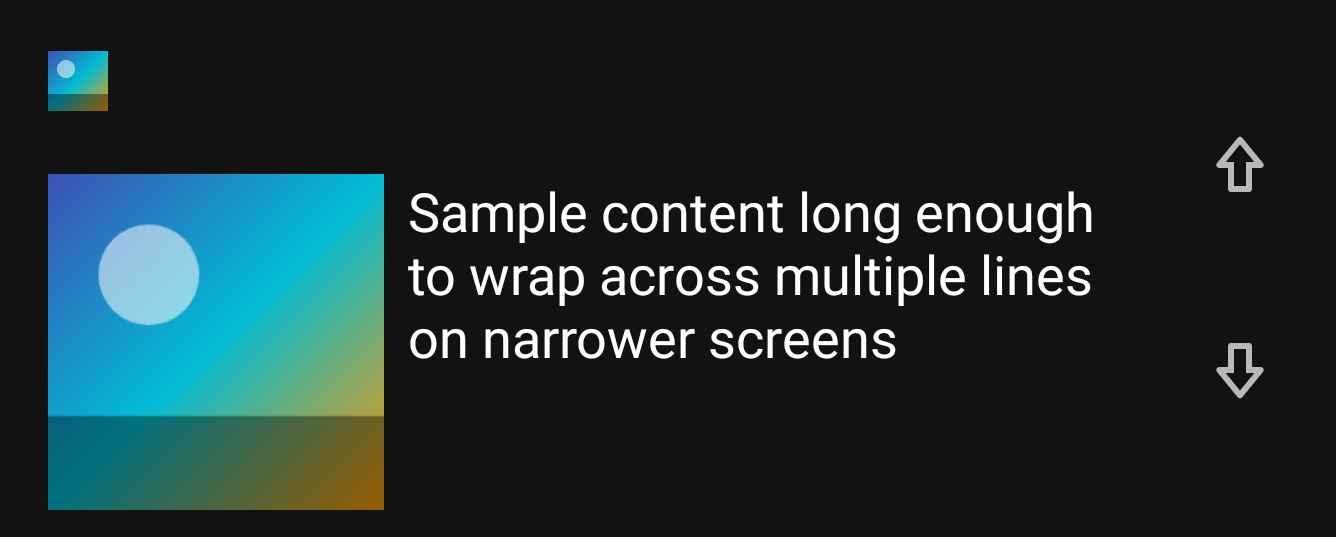 Sample content long enough
to wrap across multiple lines
on narrower screens